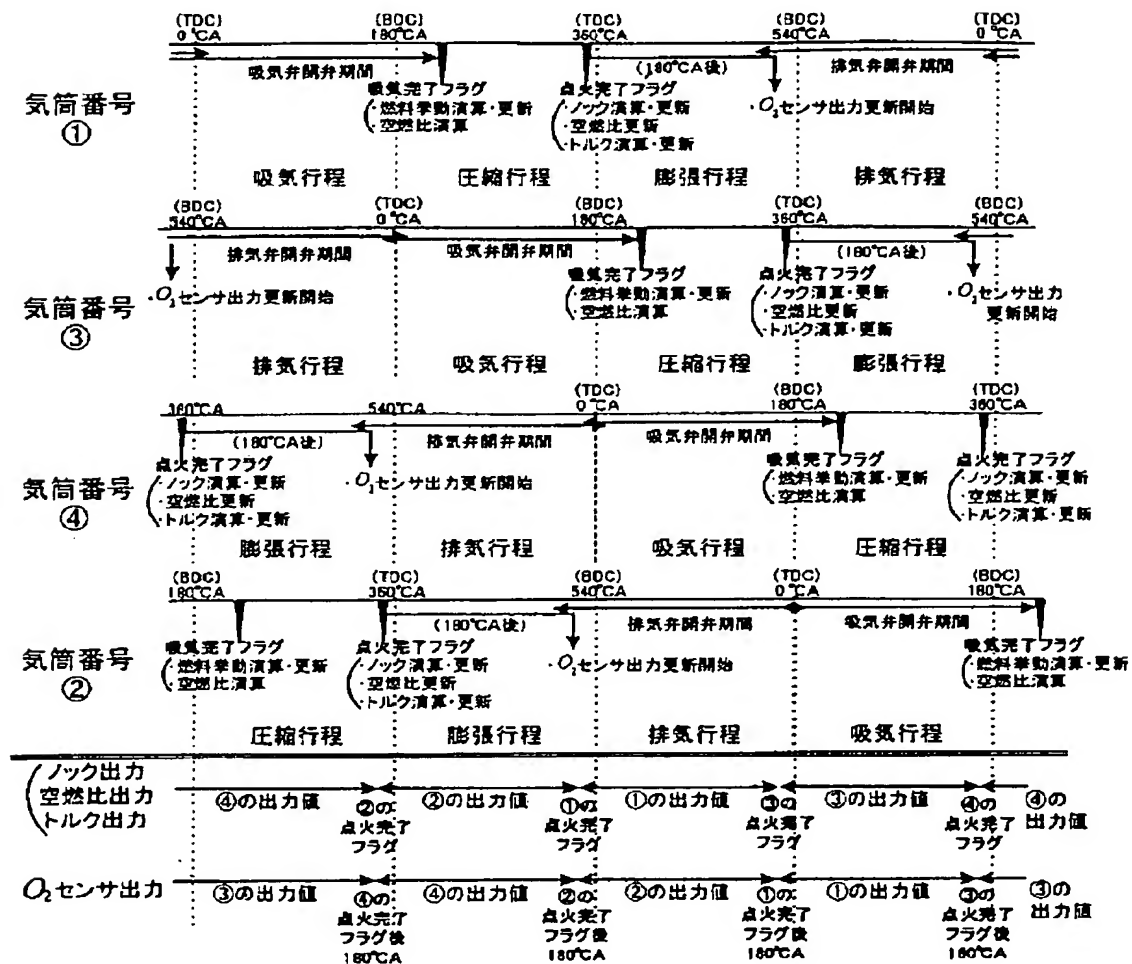 (TDC) (BDC) (TDC) (BDC) (TDC)
0℃A 180℃A 360℃A 540℃A 0℃A
吸気弁開弁期間 (180℃A後) 排気弁開弁期間
気筒番号
①
吸気完了フラグ
・燃料挙動演算・更新
・空燃比演算
点火完了フラグ
・ノック演算・更新
・空燃比更新
・トルク演算・更新
・O₂センサ出力更新開始
吸気行程 圧縮行程 膨張行程 排気行程
(BDC) (TDC) (BDC) (TDC) (BDC)
540℃A 0℃A 180℃A 360℃A 540℃A
排気弁開弁期間 吸気弁開弁期間 (180℃A後)
・O₂センサ出力更新開始
気筒番号
③
吸気完了フラグ
・燃料挙動演算・更新
・空燃比演算
点火完了フラグ
・ノック演算・更新
・空燃比更新
・トルク演算・更新
・O₂センサ出力
更新開始
排気行程 吸気行程 圧縮行程 膨張行程
(TDC) (BDC) (TDC)
360℃A 540℃A 0℃A 180℃A 360℃A
(180℃A後) 排気弁開弁期間 吸気弁開弁期間
気筒番号
④
点火完了フラグ
・ノック演算・更新
・空燃比更新
・トルク演算・更新
・O₂センサ出力更新開始
吸気完了フラグ
・燃料挙動演算・更新
・空燃比演算
点火完了フラグ
・ノック演算・更新
・空燃比更新
・トルク演算・更新
膨張行程 排気行程 吸気行程 圧縮行程
(BDC) (TDC) (BDC) (TDC) (BDC)
180℃A 360℃A 540℃A 0℃A 180℃A
(180℃A後) 排気弁開弁期間 吸気弁開弁期間
気筒番号
②
吸気完了フラグ
・燃料挙動演算・更新
・空燃比演算
点火完了フラグ
・ノック演算・更新
・空燃比更新
・トルク演算・更新
・O₂センサ出力更新開始
吸気完了フラグ
・燃料挙動演算・更新
・空燃比演算
圧縮行程 膨張行程 排気行程 吸気行程
ノック出力
空燃比出力
トルク出力
④の出力値
②の
点火完了
フラグ
②の出力値
①の
点火完了
フラグ
①の出力値
③の
点火完了
フラグ
③の出力値
④の
点火完了
フラグ
④の
出力値
O₂センサ出力
③の出力値
④の
点火完了
フラグ後
180℃A
④の出力値
②の
点火完了
フラグ後
180℃A
②の出力値
①の
点火完了
フラグ後
180℃A
①の出力値
③の
点火完了
フラグ後
180℃A
③の
出力値